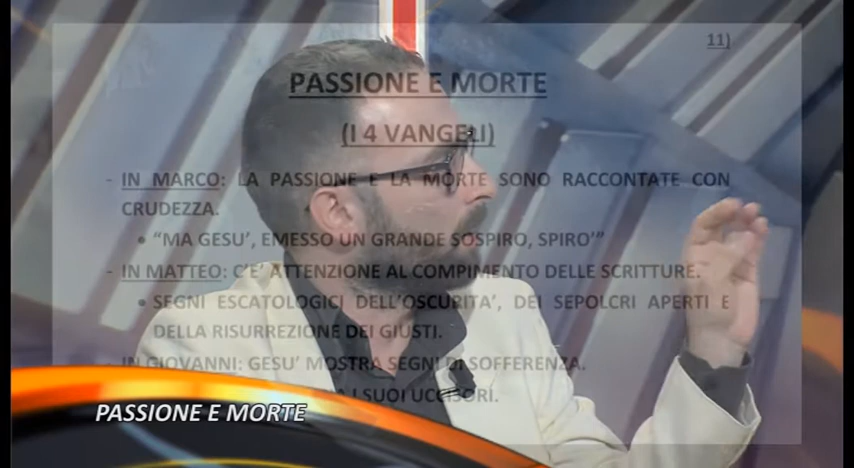 11)
PASSIONE E MORTE
(I 4 VANGELI)
- IN MARCO: LA PASSIONE E LA MORTE SONO RACCONTATE CON
CRUDEZZA.
• “MA GESU’, EMESSO UN GRANDE SOSPIRO, SPIRO’”
- IN MATTEO: C’E’ ATTENZIONE AL COMPIMENTO DELLE SCRITTURE.
• SEGNI ESCATOLOGICI DELL’OSCURITA’, DEI SEPOLCRI APERTI E
DELLA RISURREZIONE DEI GIUSTI.
IN GIOVANNI: GESU’ MOSTRA SEGNI DI SOFFERENZA.
I SUOI UCCISORI.
PASSIONE E MORTE